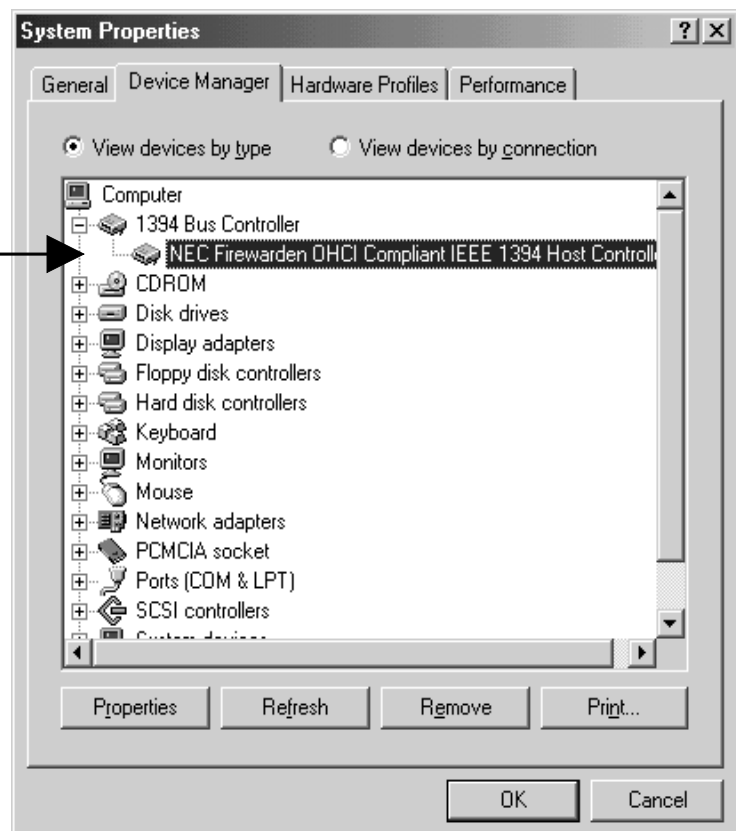 System Properties
General Device Manager Hardware Profiles Performance
View devices by type View devices by connection
Computer
1394 Bus Controller
NEC Firewarden OHCI Compliant IEEE 1394 Host Controll
CDROM
Disk drives
Display adapters
Floppy disk controllers
Hard disk controllers
Keyboard
Monitors
Mouse
Network adapters
PCMCIA socket
Ports (COM & LPT)
SCSI controllers
System devices
Properties Refresh Remove Print...
OK Cancel